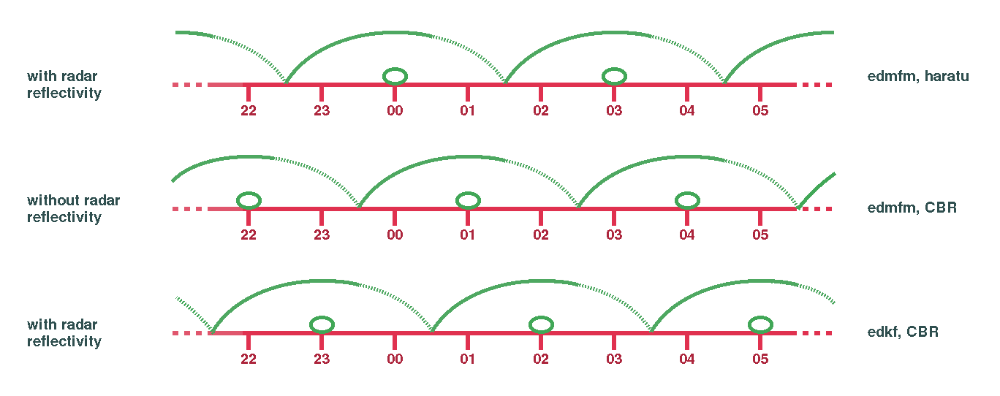 with radar
reflectivity
edmfm, haratu
22 23 00 01 02 03 04 05
without radar
reflectivity
edmfm, CBR
22 23 00 01 02 03 04 05
with radar
reflectivity
edkf, CBR
22 23 00 01 02 03 04 05